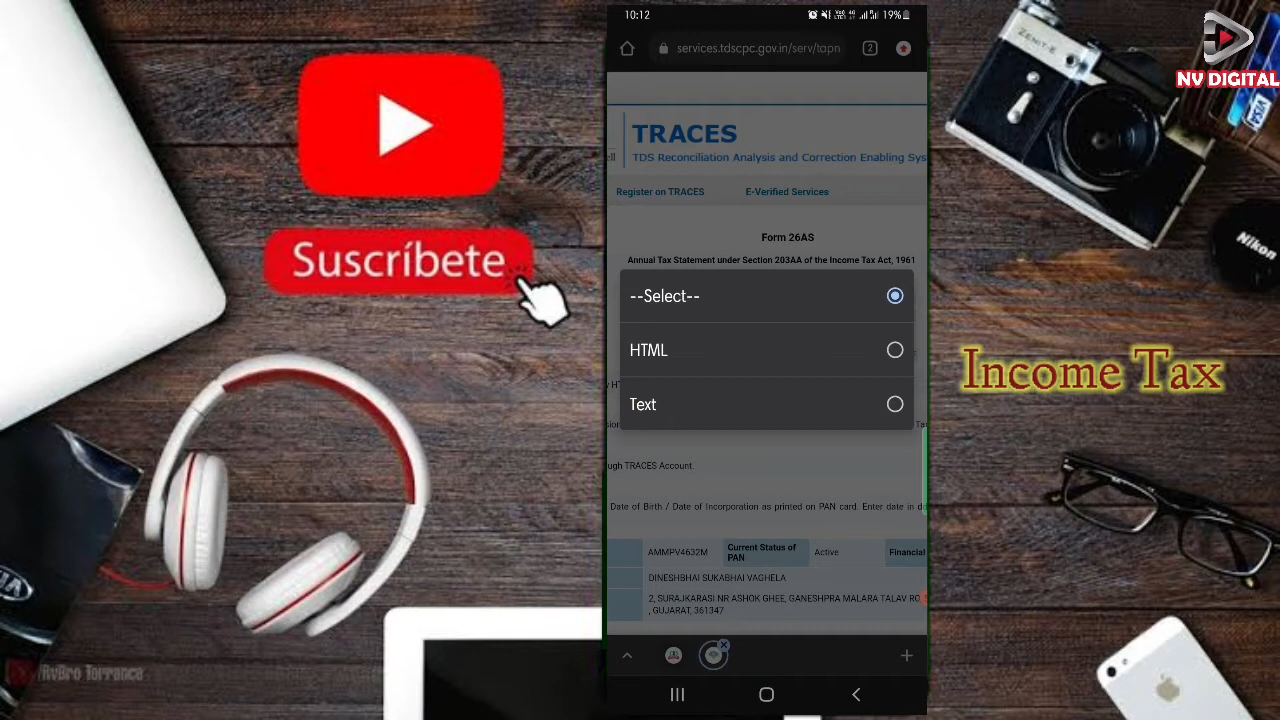 10:12
19%
services.tdscpc.gov.in/serv/tapn
2
NV DIGITAL
VISA
ZENIT-E
TRACES
TDS Reconciliation Analysis and Correction Enabling Sys
Register on TRACES E-Verified Services
Form 26AS
Annual Tax Statement under Section 203AA of the Income Tax Act, 1961
Suscríbete
Nikon
--Select--
HTML
Text
Income Tax
ugh TRACES Account.
Date of Birth / Date of Incorporation as printed on PAN card. Enter date in d
AMMPV4632M Current Status of PAN Active Financial
DINESHBHAI SUKABHAI VAGHELA
2, SURAJKARASI NR ASHOK GHEE, GANESHPRA MALARA TALAV RO
, GUJARAT, 361347